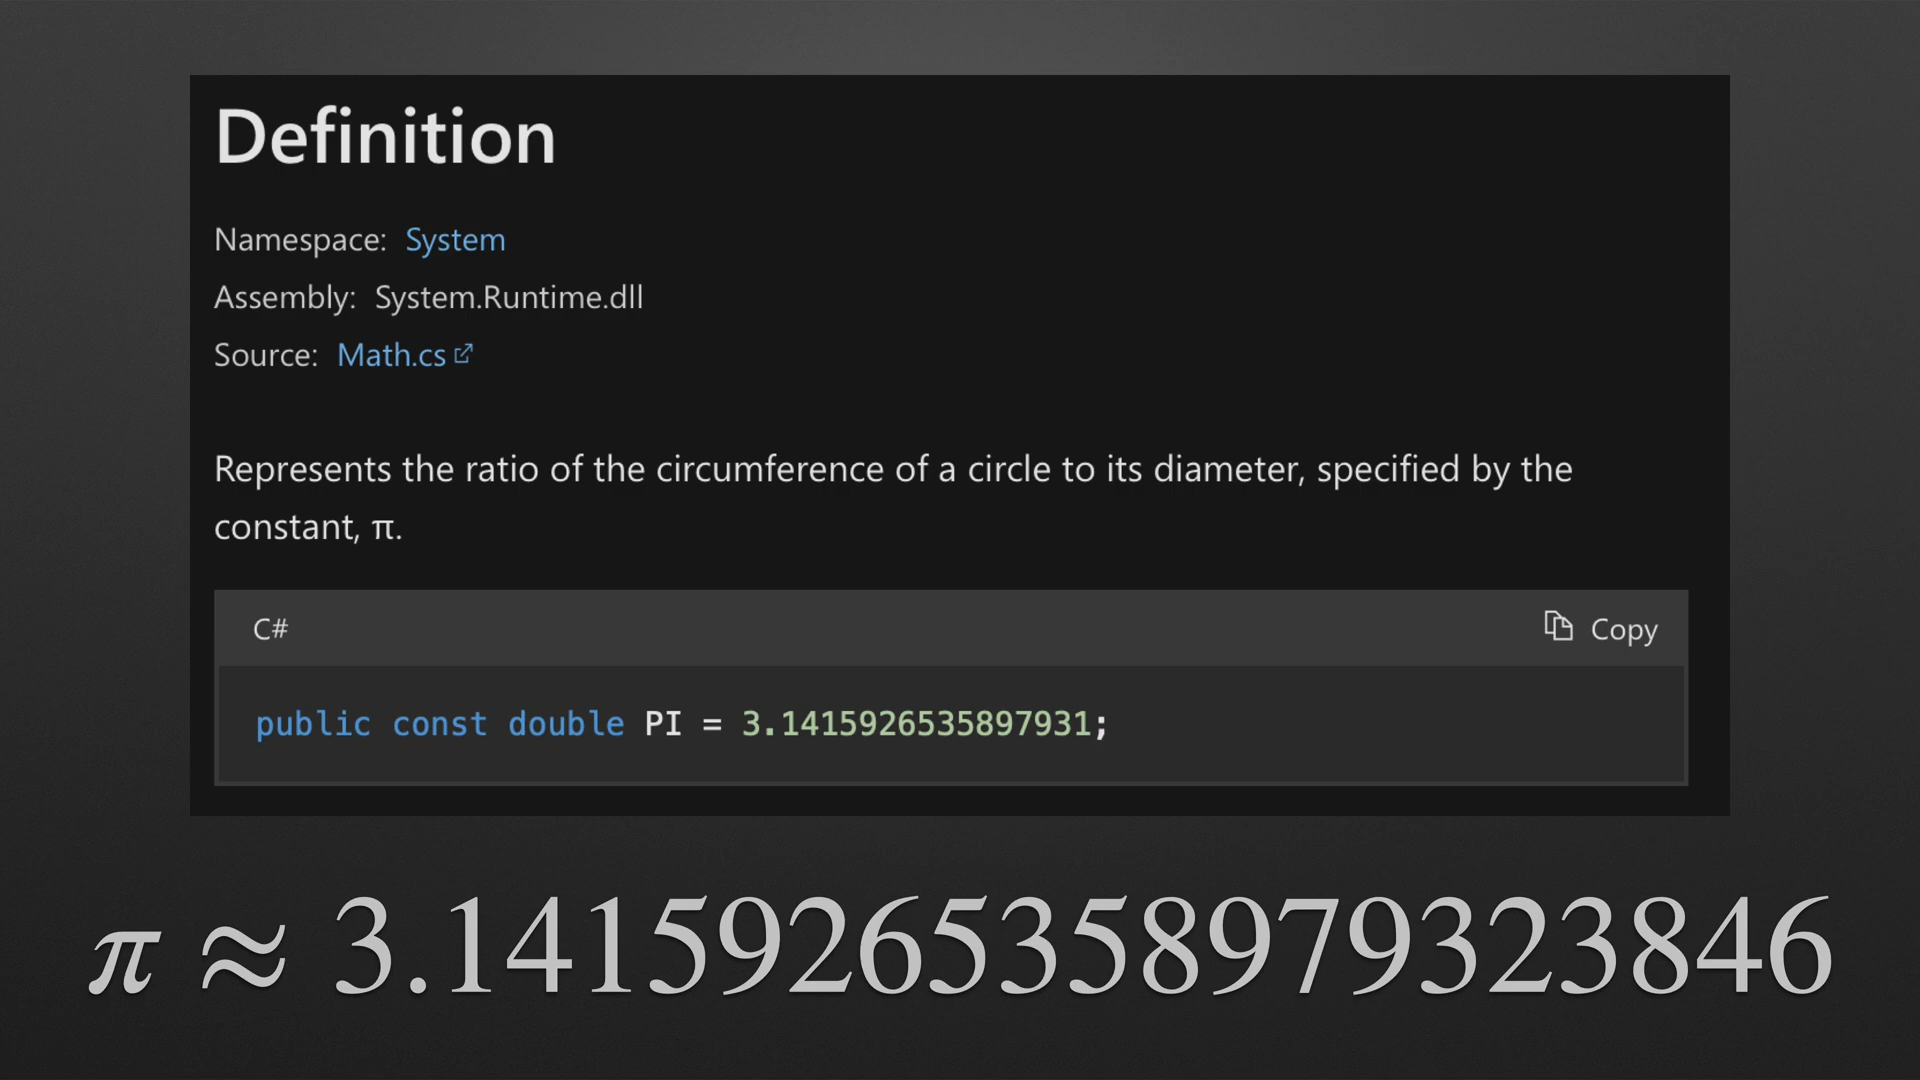 Definition
Namespace: System
Assembly: System.Runtime.dll
Source: Math.cs
Represents the ratio of the circumference of a circle to its diameter, specified by the
constant, π.
C# Copy
public const double PI = 3.1415926535897931;
π ≈ 3.14159265358979323846